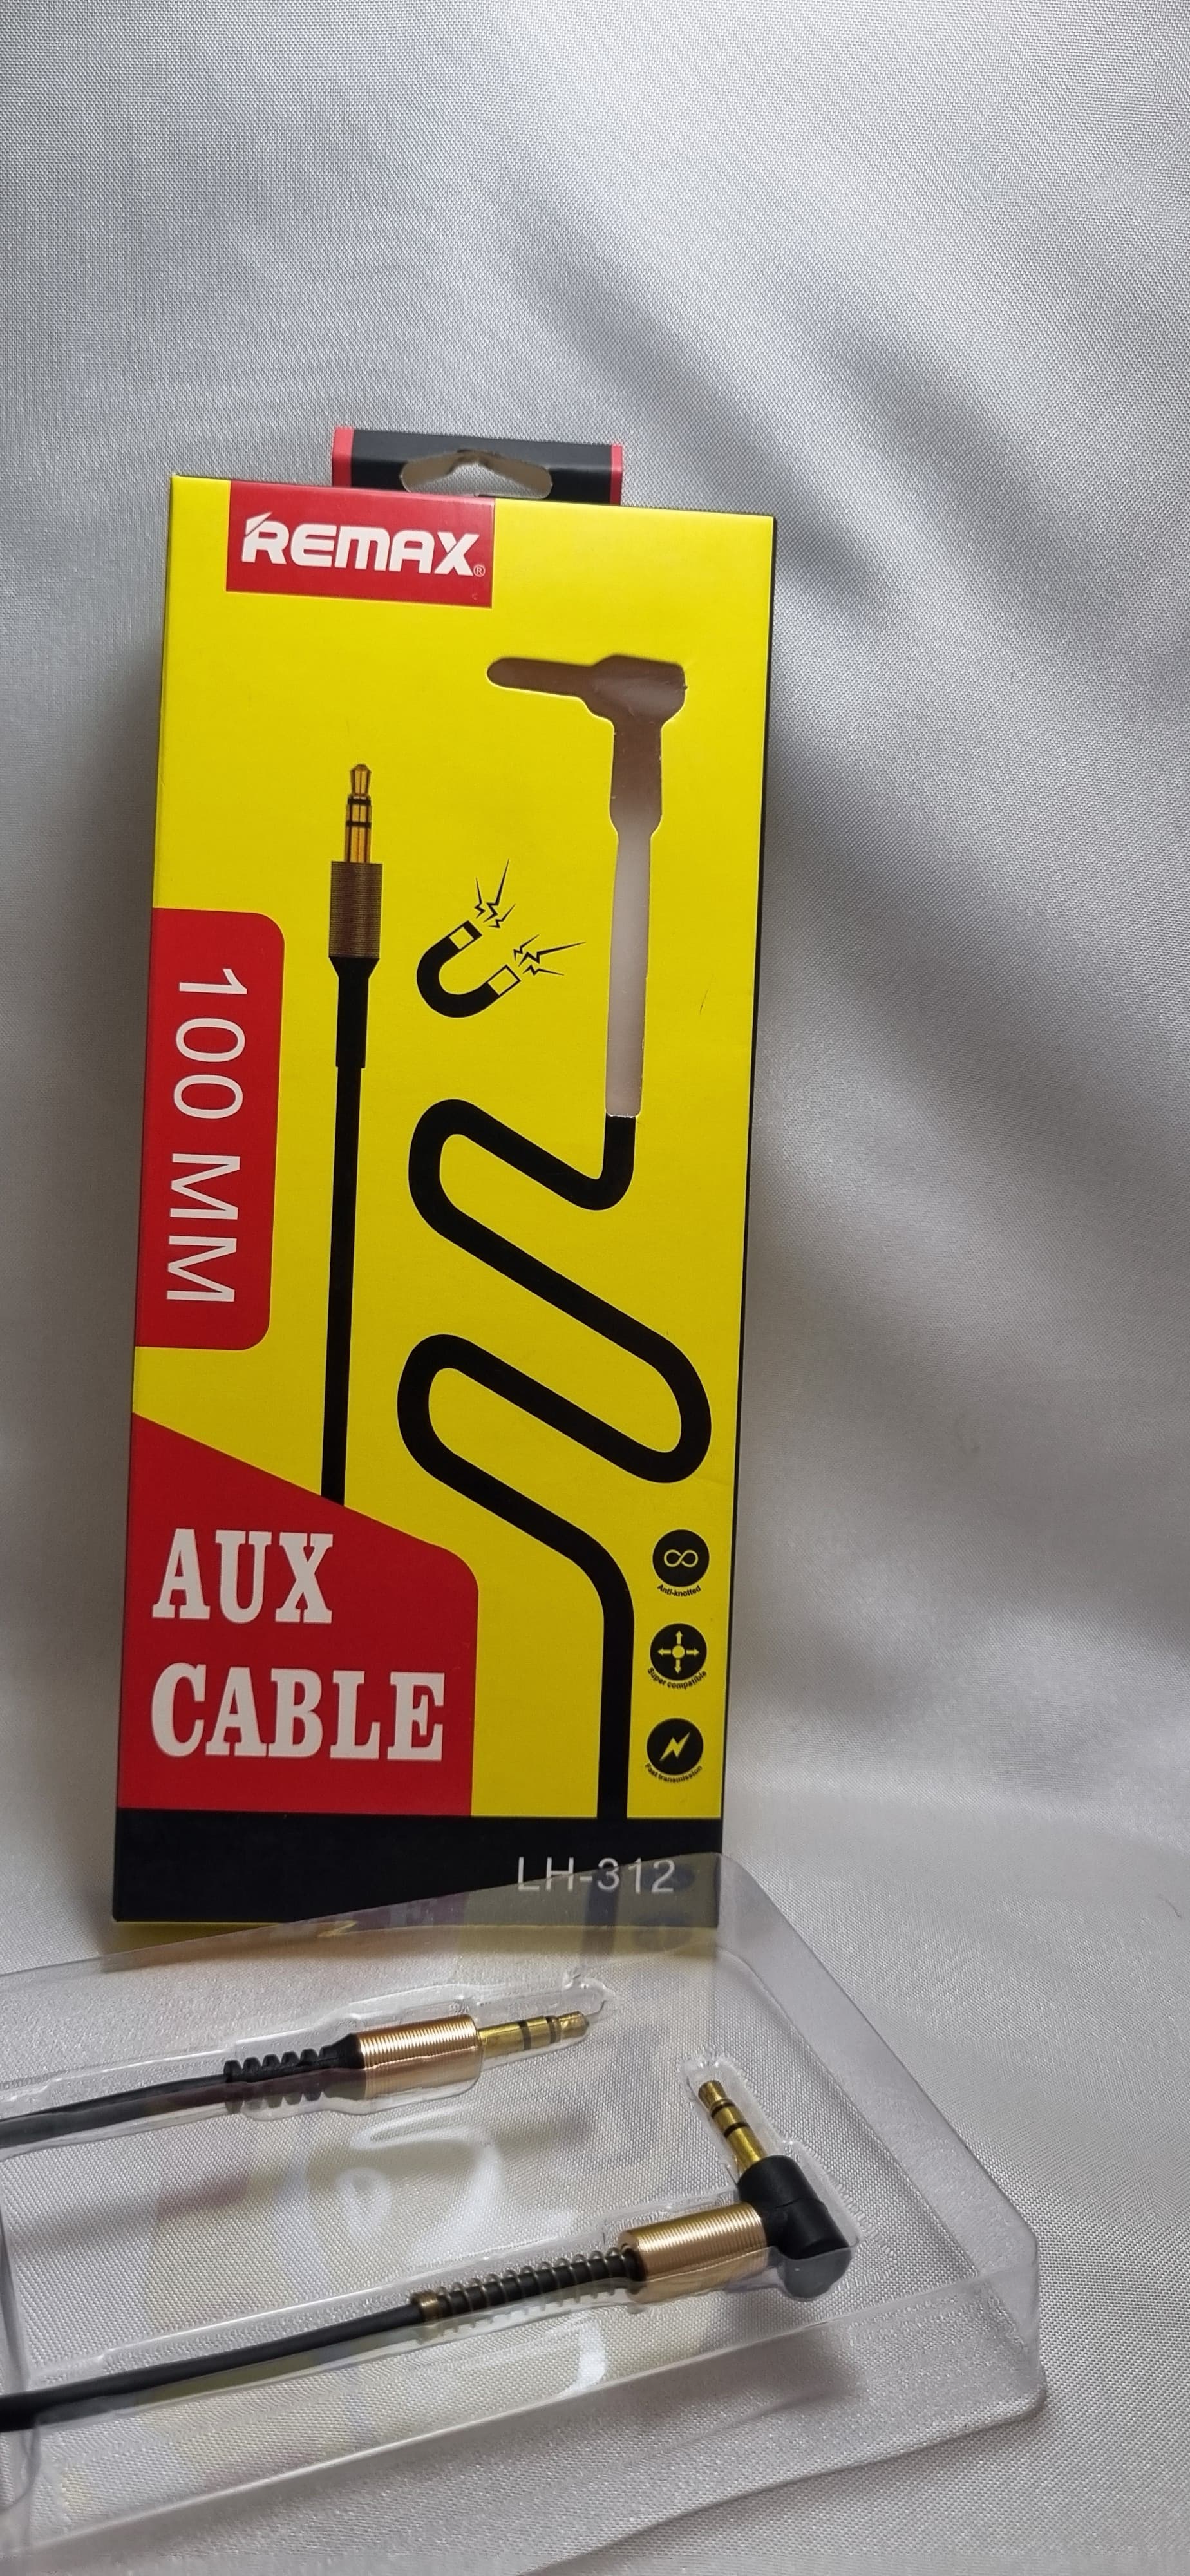 REMAX®
100 MM
AUX
CABLE
Anti-knotted
Super compatible
Fast transmission
LH-312